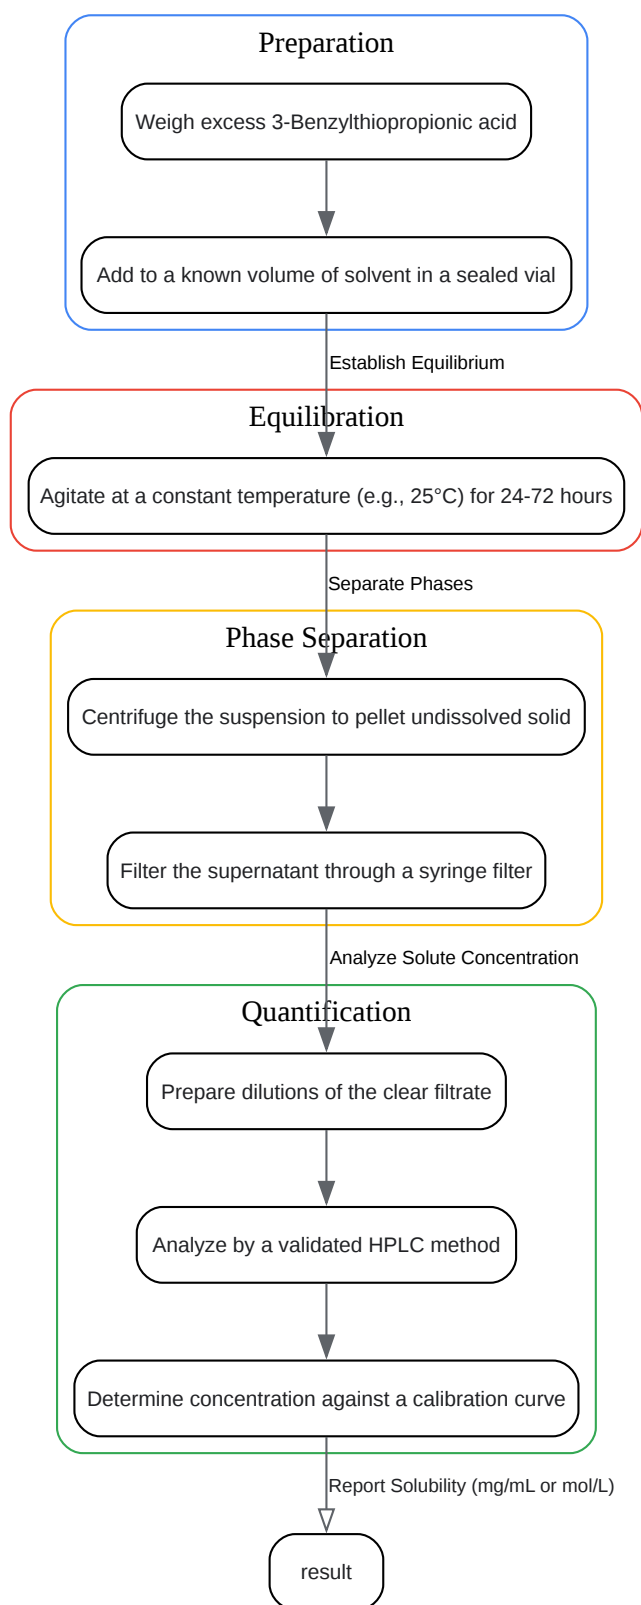 Preparation
Weigh excess 3-Benzylthiopropionic acid
Add to a known volume of solvent in a sealed vial
Establish Equilibrium
Equilibration
Agitate at a constant temperature (e.g., 25°C) for 24-72 hours
Separate Phases
Phase Separation
Centrifuge the suspension to pellet undissolved solid
Filter the supernatant through a syringe filter
Analyze Solute Concentration
Quantification
Prepare dilutions of the clear filtrate
Analyze by a validated HPLC method
Determine concentration against a calibration curve
Report Solubility (mg/mL or mol/L)
result